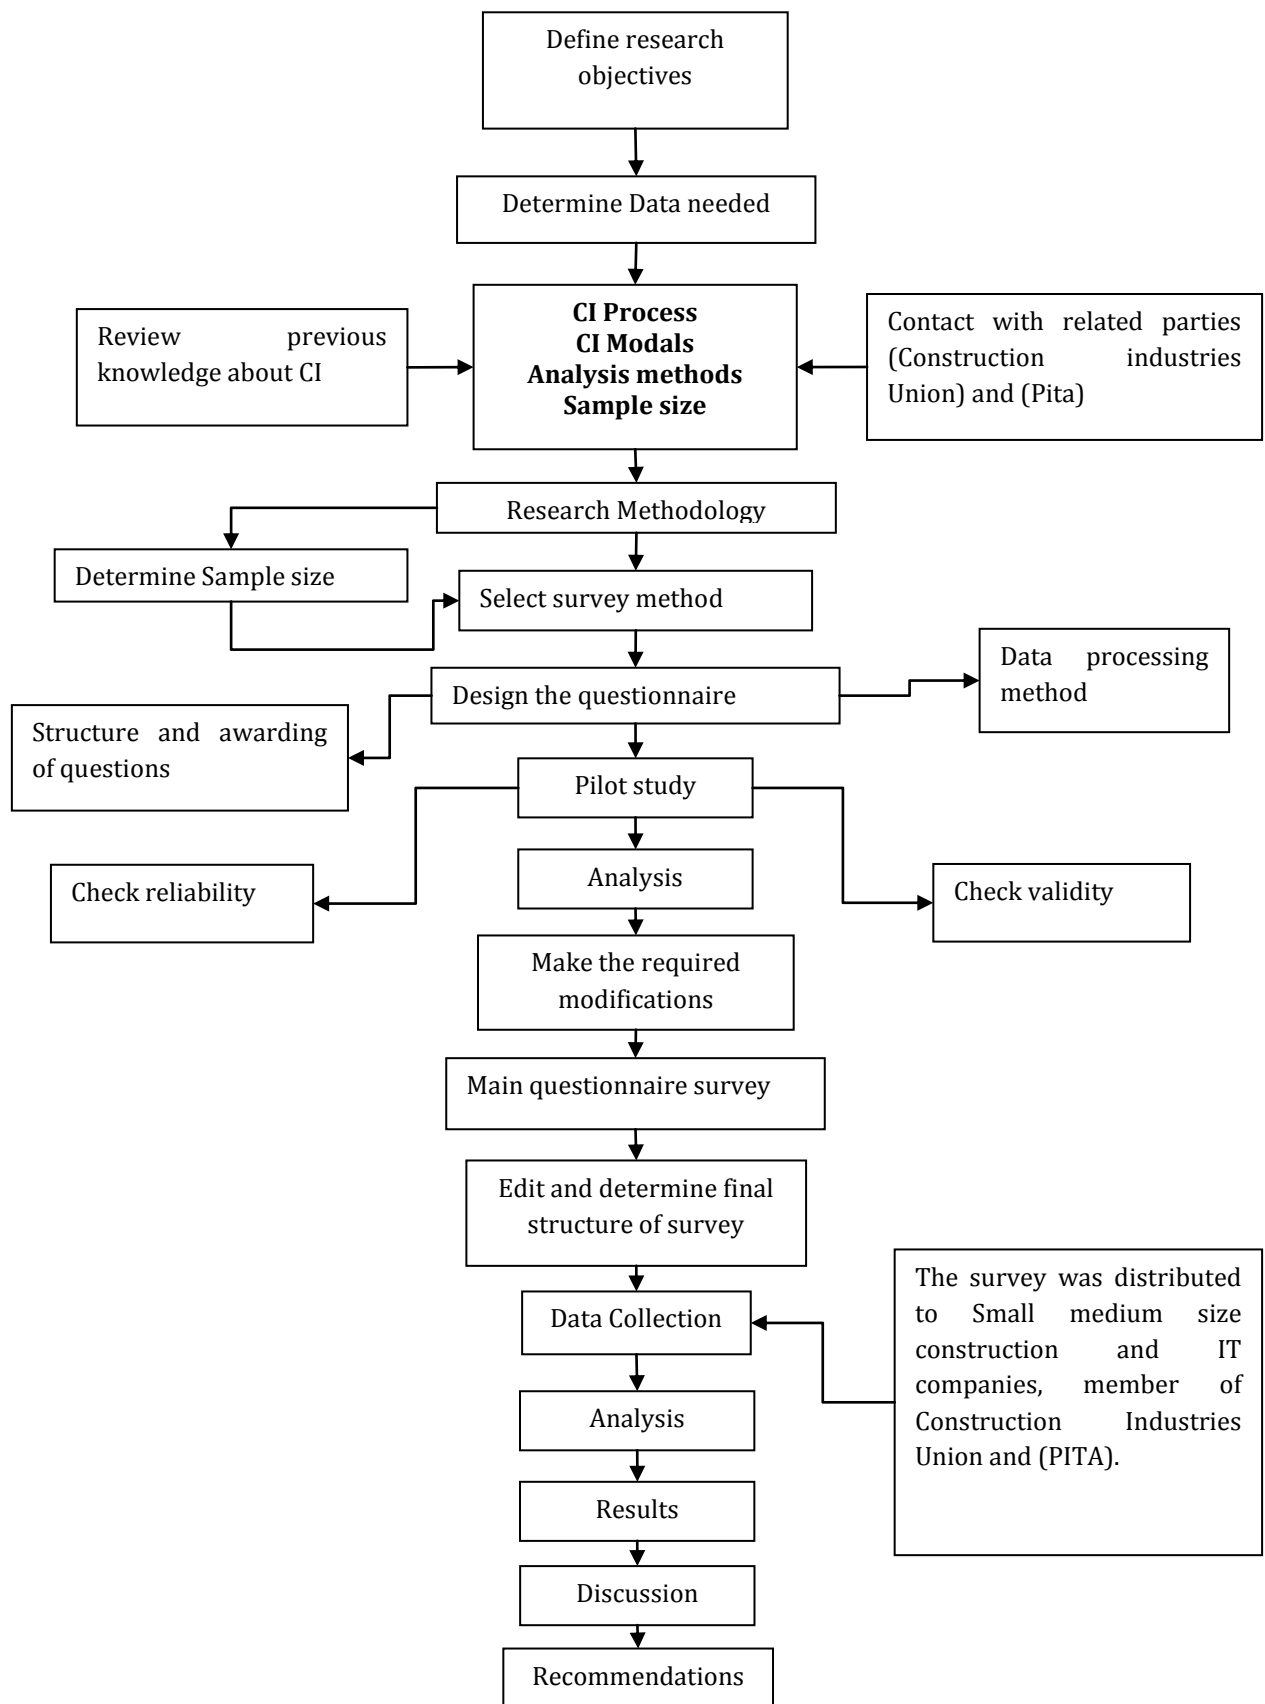 Define research
objectives
Determine Data needed
Review previous
knowledge about CI
CI Process
CI Modals
Analysis methods
Sample size
Contact with related parties
(Construction industries
Union) and (Pita)
Research Methodology
Determine Sample size
Select survey method
Design the questionnaire
Data processing
method
Structure and awarding
of questions
Pilot study
Analysis
Check reliability
Check validity
Make the required
modifications
Main questionnaire survey
Edit and determine final
structure of survey
Data Collection
The survey was distributed
to Small medium size
construction and IT
companies, member of
Construction Industries
Union and (PITA).
Analysis
Results
Discussion
Recommendations